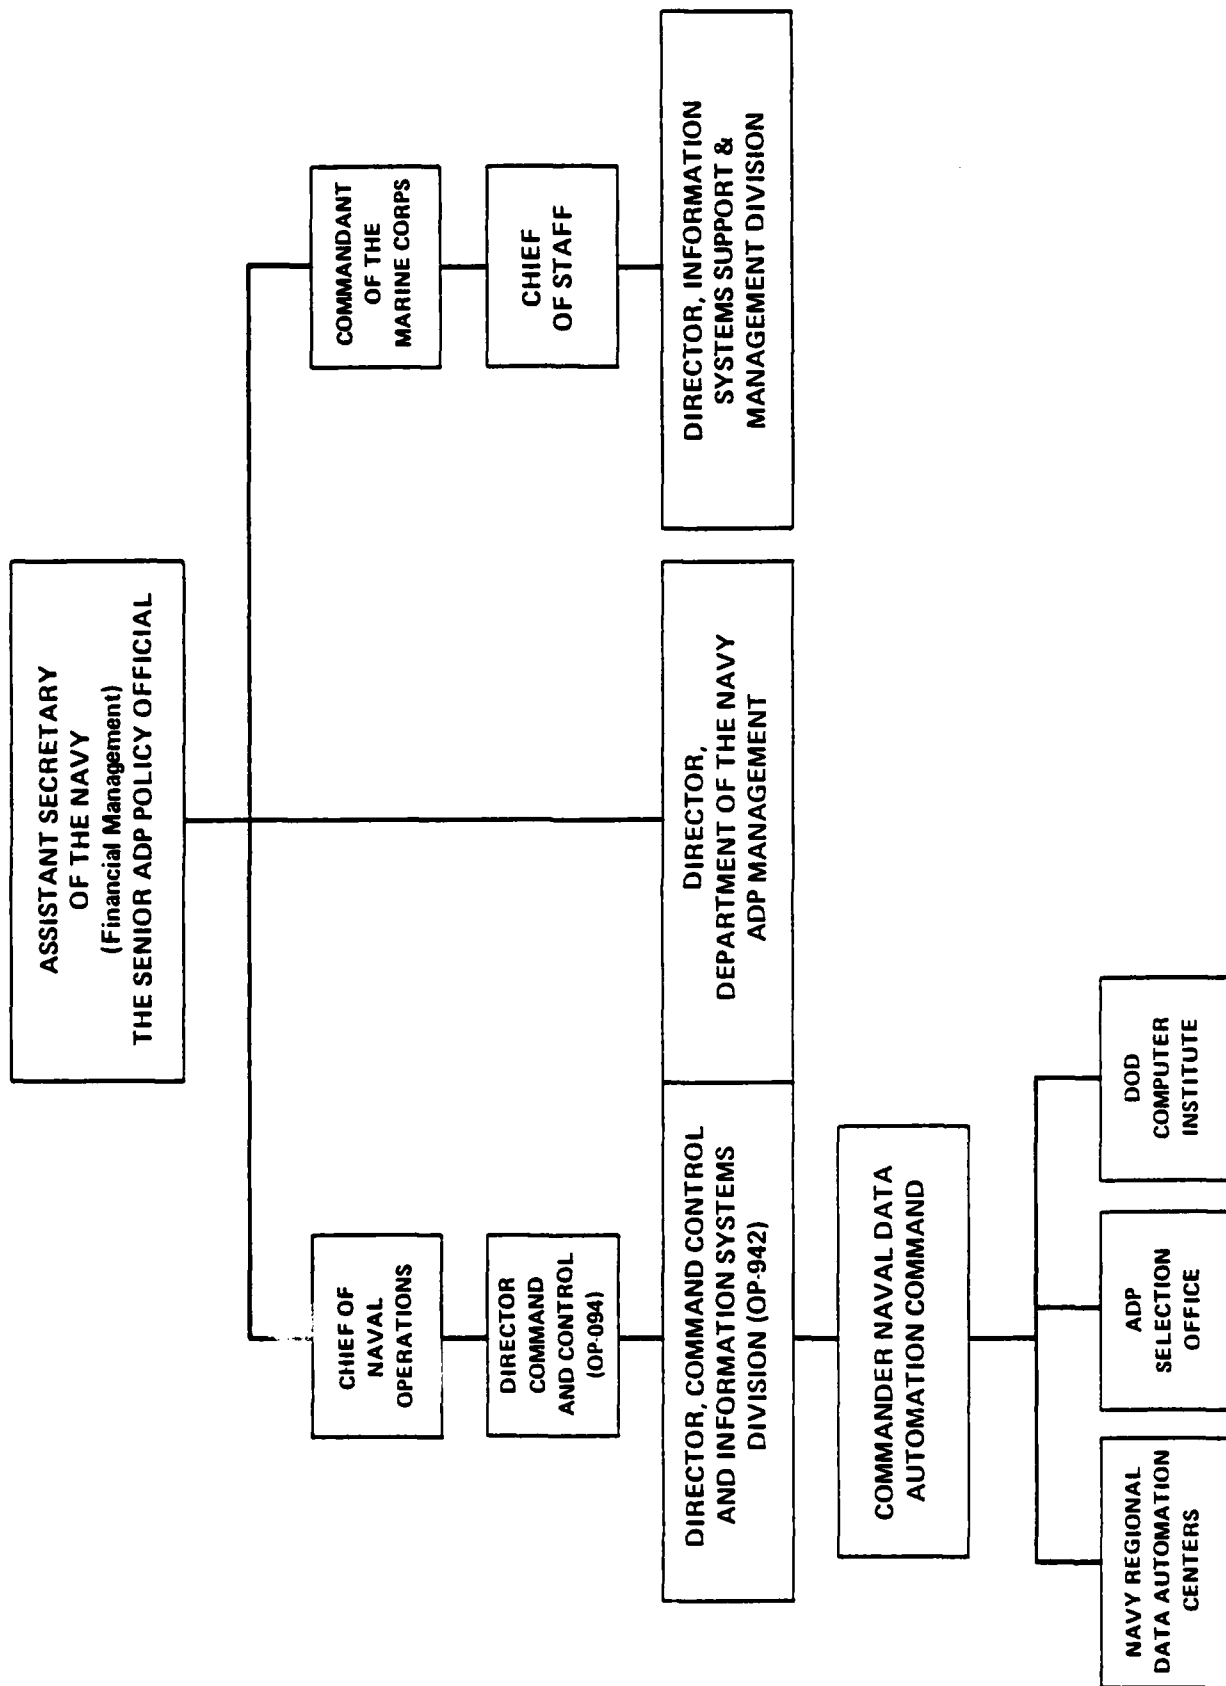 ASSISTANT SECRETARY
OF THE NAVY
(Financial Management)
THE SENIOR ADP POLICY OFFICIAL
CHIEF OF
NAVAL
OPERATIONS
COMMANDANT
OF THE
MARINE CORPS
DIRECTOR
COMMAND
AND CONTROL
(OP-094)
CHIEF
OF STAFF
DIRECTOR, COMMAND CONTROL
AND INFORMATION SYSTEMS
DIVISION (OP-942)
DIRECTOR,
DEPARTMENT OF THE NAVY
ADP MANAGEMENT
DIRECTOR, INFORMATION
SYSTEMS SUPPORT &
MANAGEMENT DIVISION
COMMANDER NAVAL DATA
AUTOMATION COMMAND
NAVY REGIONAL
DATA AUTOMATION
CENTERS
ADP
SELECTION
OFFICE
DOD
COMPUTER
INSTITUTE